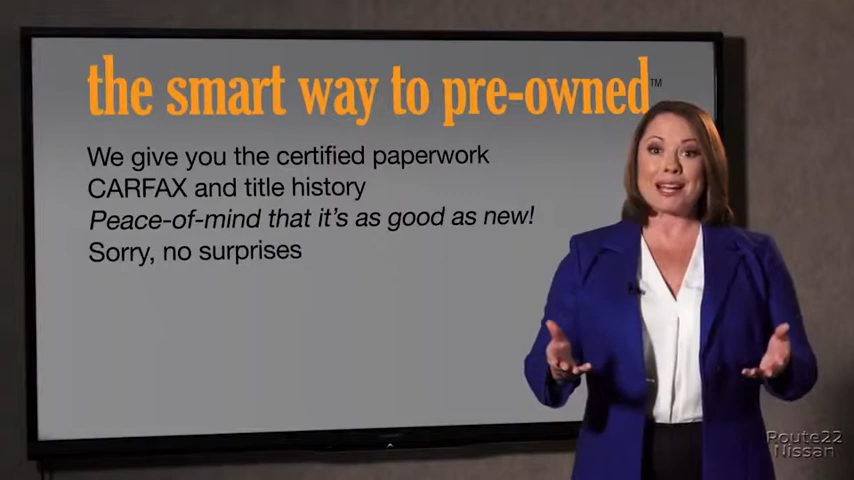 the smart way to pre-owned™
We give you the certified paperwork
CARFAX and title history
Peace-of-mind that it's as good as new!
Sorry, no surprises
Route22
Nissan